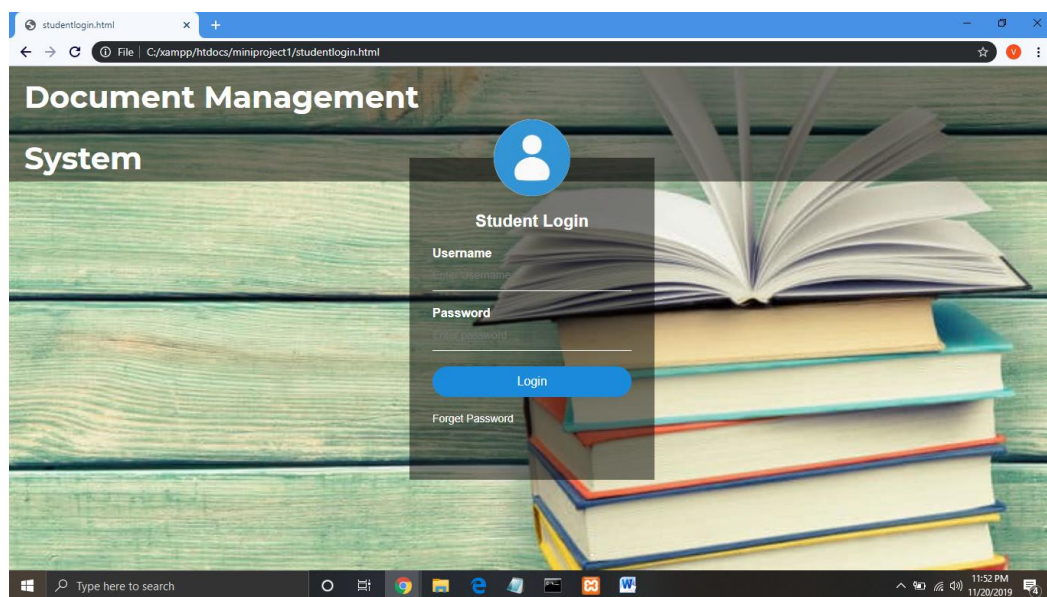 studentlogin.html
File
C:/xampp/htdocs/miniproject1/studentlogin.html
V
Document Management
System
Student Login
Username
Enter Username
Password
Enter password
Login
Forget Password
Type here to search
11:52 PM
11/20/2019
4